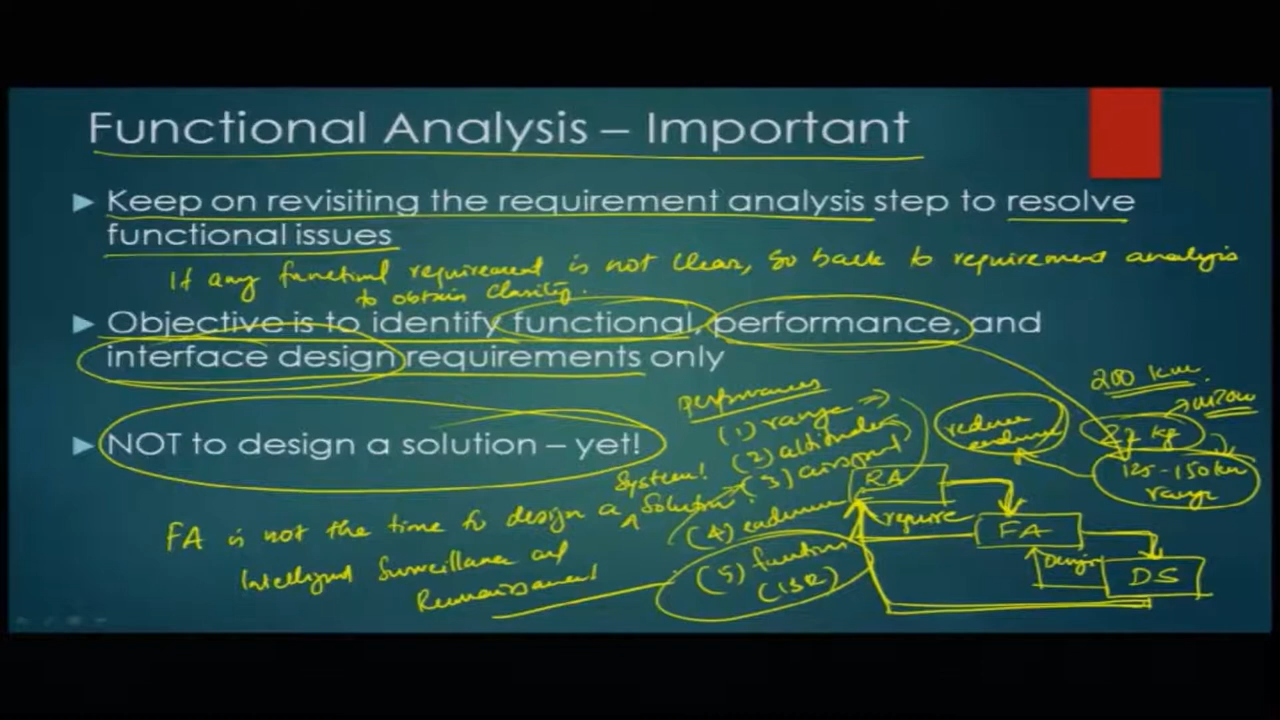 Functional Analysis – Important
► Keep on revisiting the requirement analysis step to resolve
functional issues
If any functional requirement is not clear, go back to requirement analysis
to obtain clarity.
► Objective is to identify functional, performance, and
interface design requirements only
► NOT to design a solution – yet!
performances
(1) range
(2) altitude
(3) airspeed
(4) endurance
(5) functions
(ISR)
200 km
27 kg
125-150 km
range
reduce
endurance
System!
FA is not the time to design a solution
Surveillance and
RA
require
FA
Design
DS